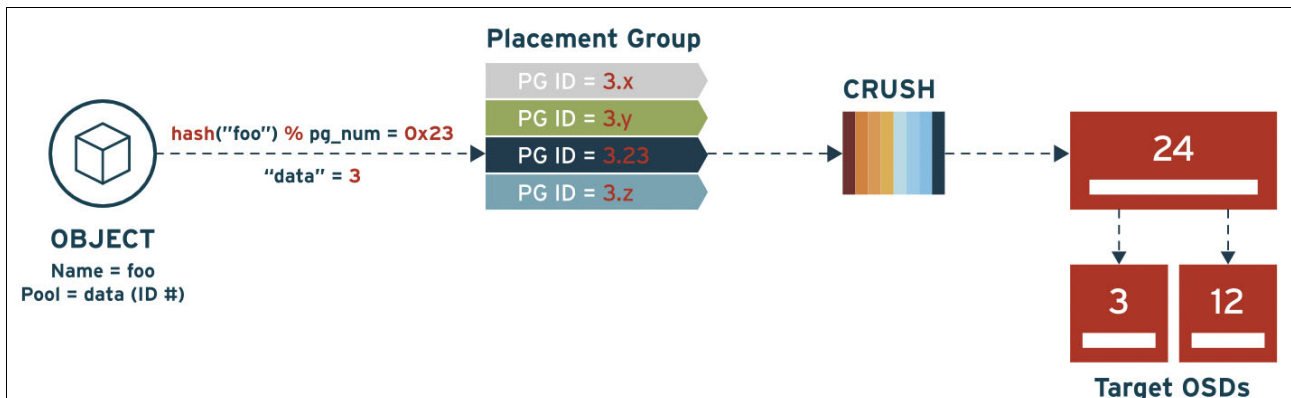 Placement Group
PG ID = 3.x
PG ID = 3.y
PG ID = 3.23
PG ID = 3.z
hash("foo") % pg_num = 0x23
"data" = 3
OBJECT
Name = foo
Pool = data (ID #)
CRUSH
24
3
12
Target OSDs